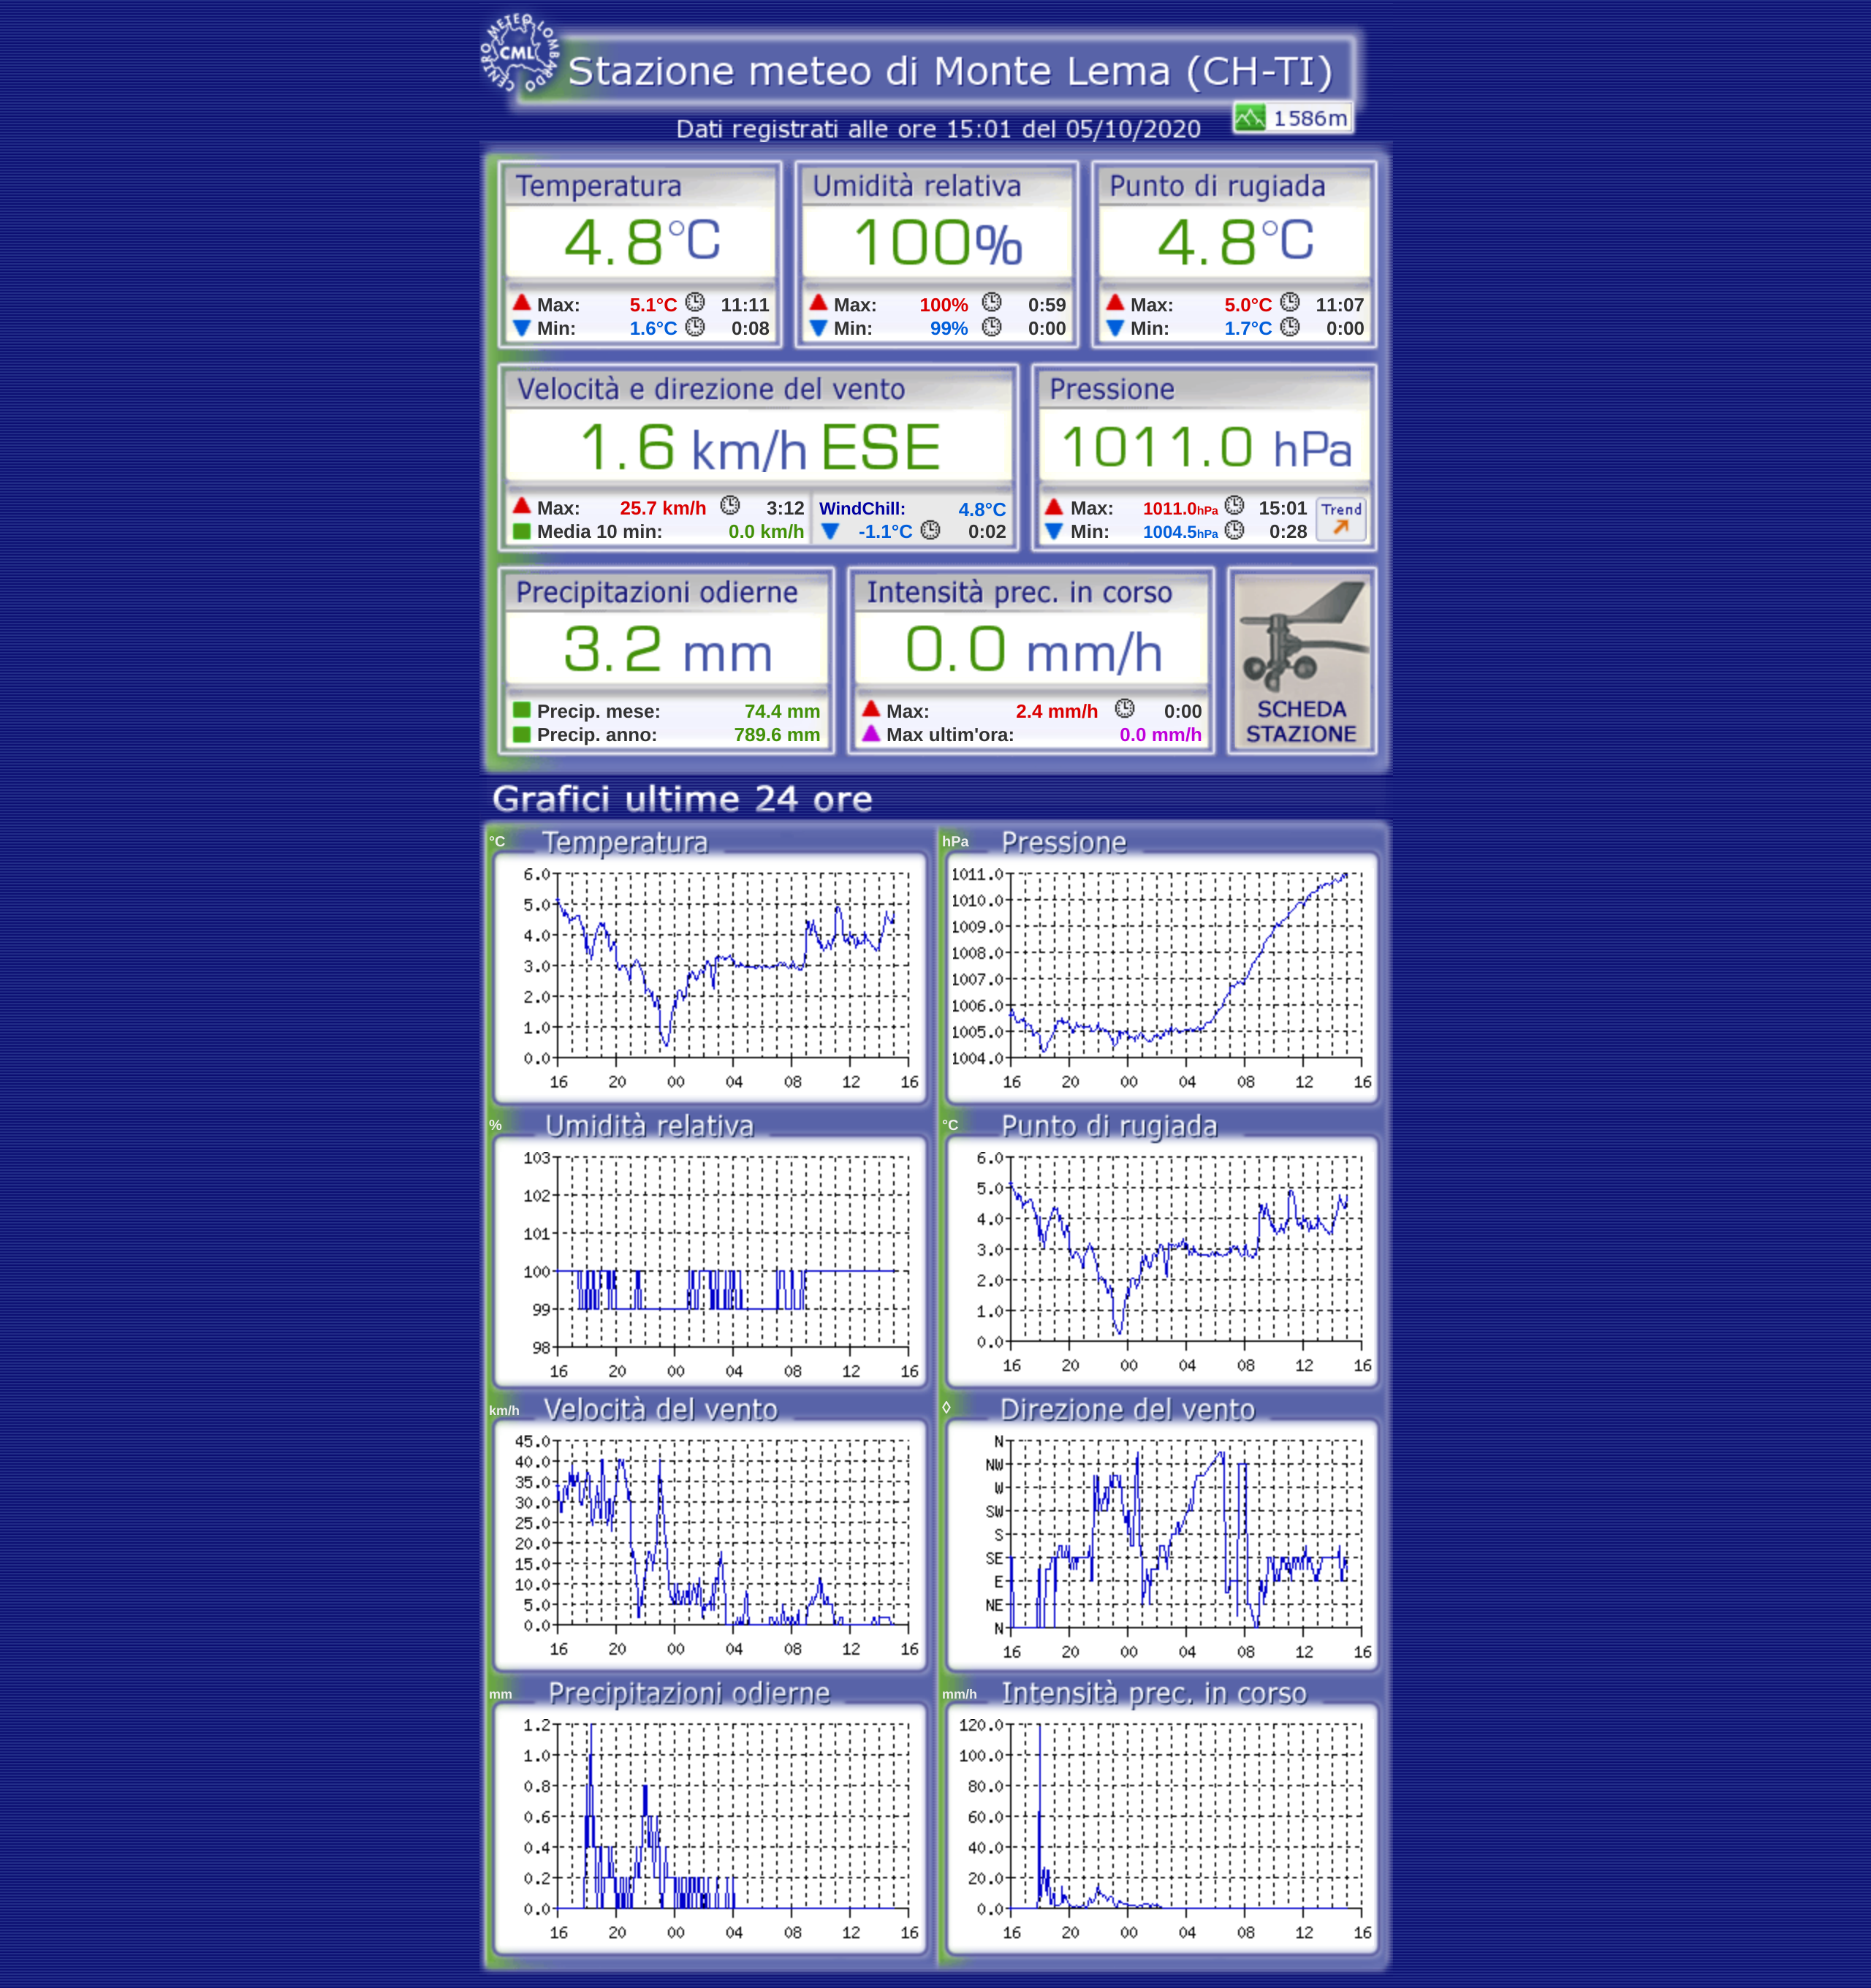 CENTRO METEO LOMBARDO
CML
Stazione meteo di Monte Lema (CH-TI)
1586m
Dati registrati alle ore 15:01 del 05/10/2020
Temperatura
4.8°C
Max: 5.1°C 11:11
Min: 1.6°C 0:08
Umidità relativa
100%
Max: 100% 0:59
Min: 99% 0:00
Punto di rugiada
4.8°C
Max: 5.0°C 11:07
Min: 1.7°C 0:00
Velocità e direzione del vento
1.6 km/h ESE
Max: 25.7 km/h 3:12
Media 10 min: 0.0 km/h
WindChill: 4.8°C
-1.1°C 0:02
Pressione
1011.0 hPa
Max: 1011.0hPa 15:01
Min: 1004.5hPa 0:28
Trend
Precipitazioni odierne
3.2 mm
Precip. mese: 74.4 mm
Precip. anno: 789.6 mm
Intensità prec. in corso
0.0 mm/h
Max: 2.4 mm/h 0:00
Max ultim'ora: 0.0 mm/h
SCHEDA
STAZIONE
Grafici ultime 24 ore
°C Temperatura
6.0
5.0
4.0
3.0
2.0
1.0
0.0
16 20 00 04 08 12 16
hPa Pressione
1011.0
1010.0
1009.0
1008.0
1007.0
1006.0
1005.0
1004.0
16 20 00 04 08 12 16
% Umidità relativa
103
102
101
100
99
98
16 20 00 04 08 12 16
°C Punto di rugiada
6.0
5.0
4.0
3.0
2.0
1.0
0.0
16 20 00 04 08 12 16
km/h Velocità del vento
45.0
40.0
35.0
30.0
25.0
20.0
15.0
10.0
5.0
0.0
16 20 00 04 08 12 16
◊ Direzione del vento
N
NW
W
SW
S
SE
E
NE
N
16 20 00 04 08 12 16
mm Precipitazioni odierne
1.2
1.0
0.8
0.6
0.4
0.2
0.0
16 20 00 04 08 12 16
mm/h Intensità prec. in corso
120.0
100.0
80.0
60.0
40.0
20.0
0.0
16 20 00 04 08 12 16